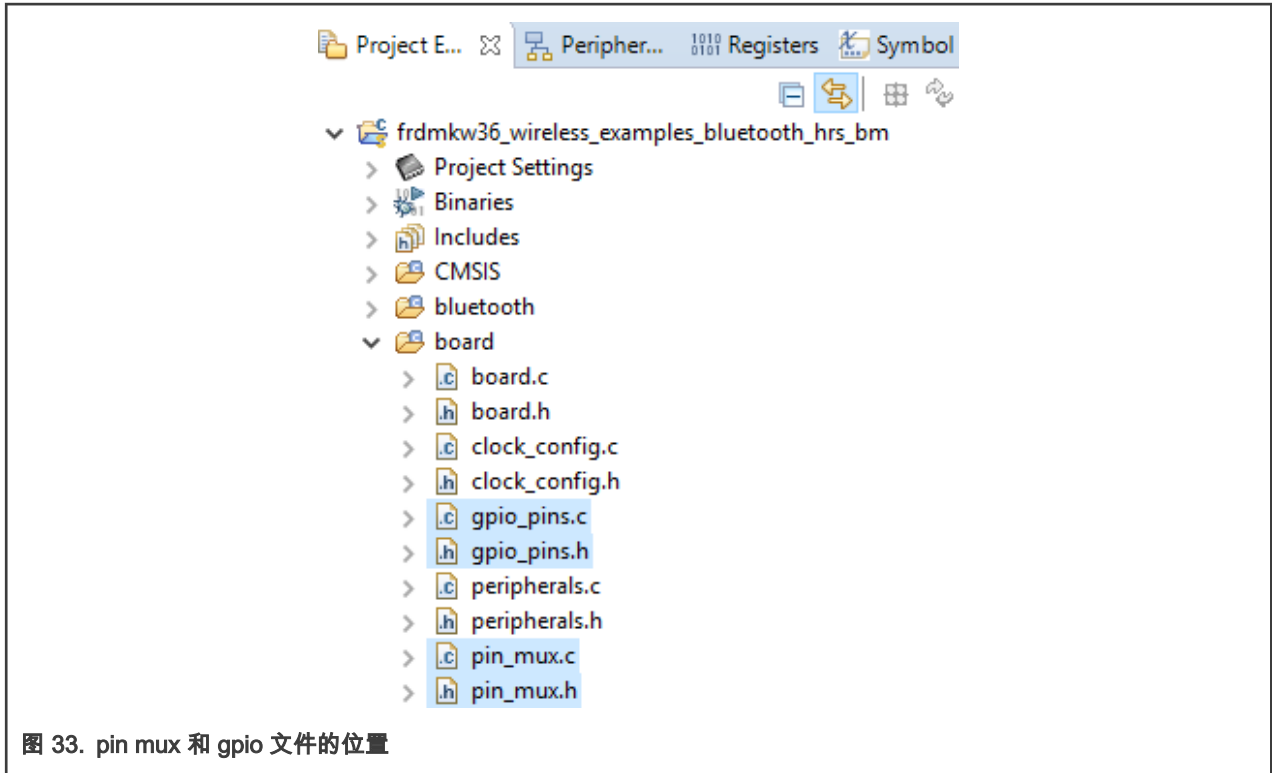 Project E... Peripher... Registers Symbol
frdmkw36_wireless_examples_bluetooth_hrs_bm
Project Settings
Binaries
Includes
CMSIS
bluetooth
board
board.c
board.h
clock_config.c
clock_config.h
gpio_pins.c
gpio_pins.h
peripherals.c
peripherals.h
pin_mux.c
pin_mux.h
图 33. pin mux 和 gpio 文件的位置